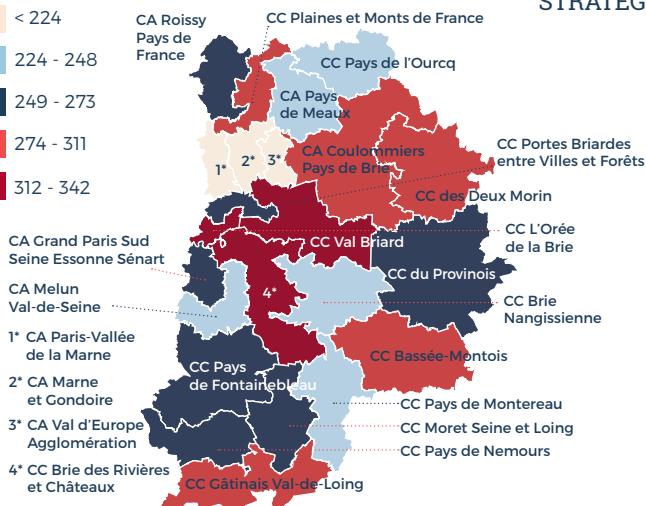 STRATEG
< 224
224 - 248
249 - 273
274 - 311
312 - 342
CA Roissy
Pays de
France
CC Plaines et Monts de France
CC Pays de l'Ourcq
CA Pays
de Meaux
1*
2*
3*
CA Coulommiers
Pays de Brie
CC Portes Briardes
entre Villes et Forêts
CC des Deux Morin
CC L'Orée
de la Brie
CC Val Briard
CC du Provinois
CA Grand Paris Sud
Seine Essonne Sénart
4*
CA Melun
Val-de-Seine
CC Brie
Nangissienne
1* CA Paris-Vallée
de la Marne
2* CA Marne
et Gondoire
3* CA Val d'Europe
Agglomération
4* CC Brie des Rivières
et Châteaux
CC Bassée-Montois
CC Pays
de Fontainebleau
CC Pays de Montereau
CC Moret Seine et Loing
CC Pays de Nemours
CC Gâtinais Val-de-Loing